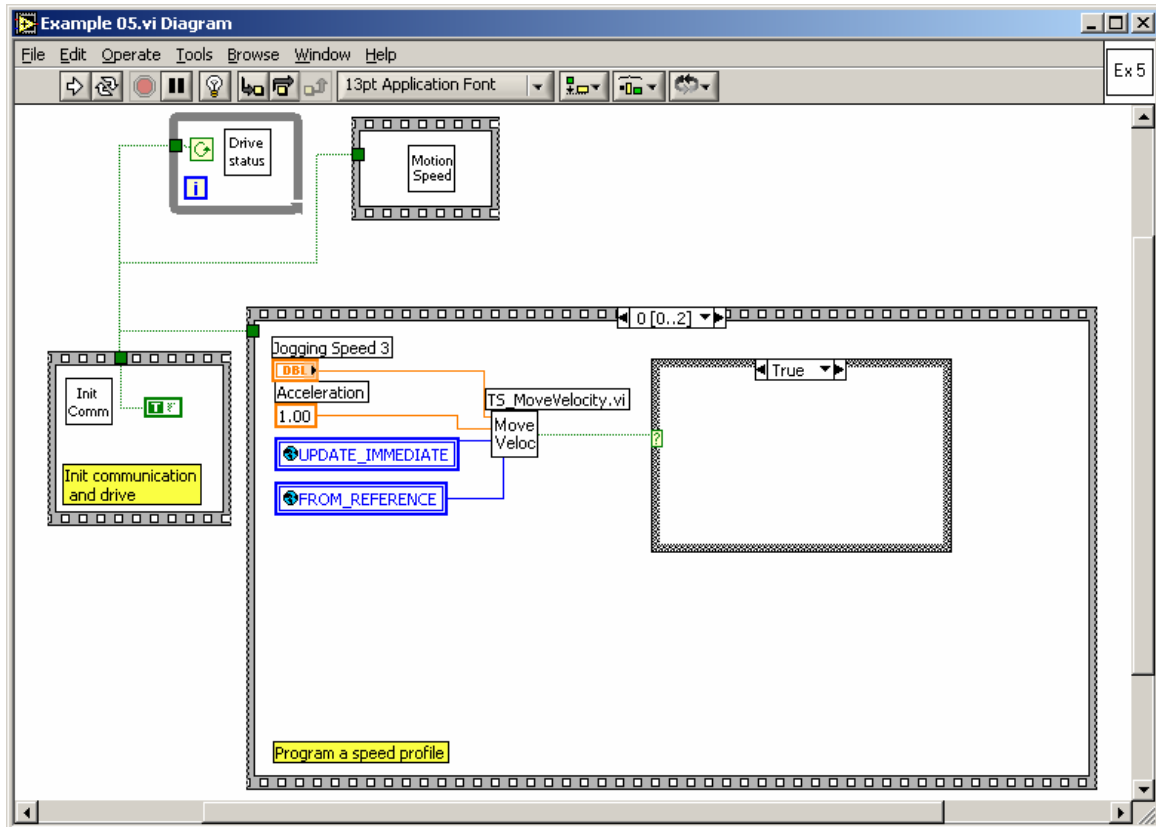 Example 05.vi Diagram
File Edit Operate Tools Browse Window Help
13pt Application Font
Ex 5
Drive
status
i
Motion
Speed
0 [0..2]
Init
Comm
T F
Init communication
and drive
Jogging Speed 3
DBL
Acceleration
1.00
UPDATE_IMMEDIATE
FROM_REFERENCE
TS_MoveVelocity.vi
Move
Veloc
True
?
Program a speed profile